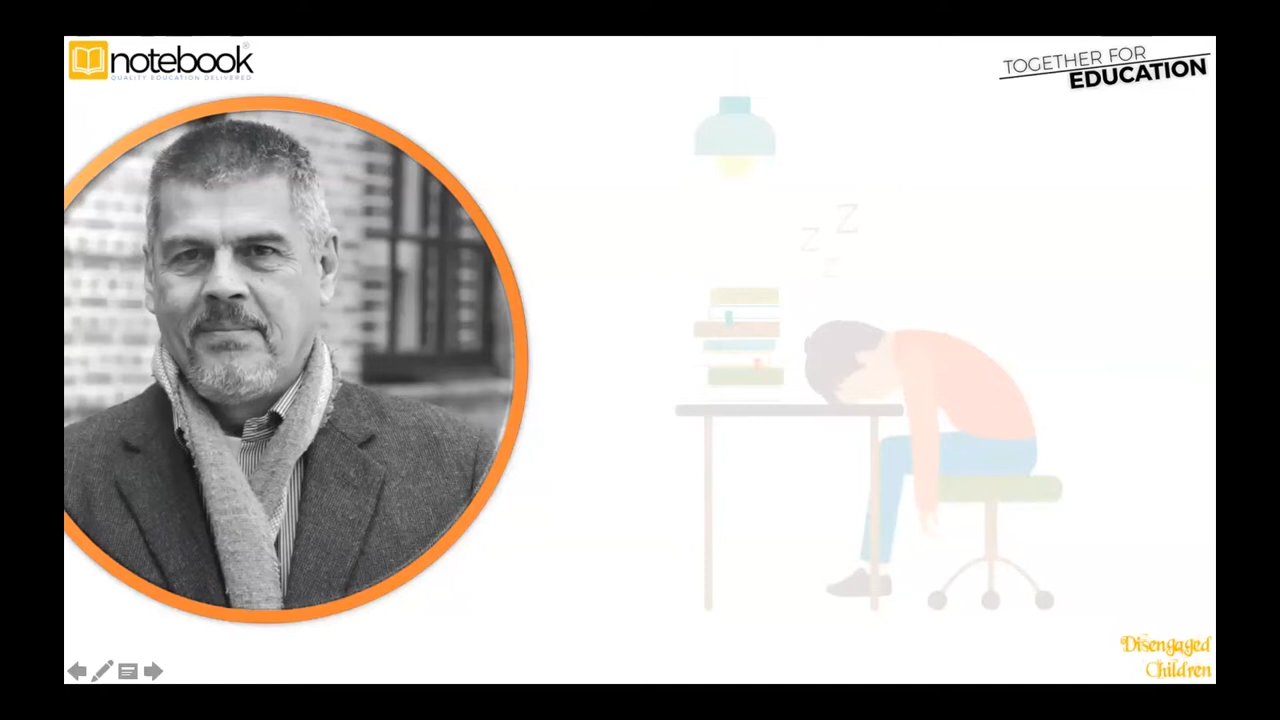 notebook®
QUALITY EDUCATION DELIVERED
TOGETHER FOR
EDUCATION
Z
Z
Z
Disengaged
Children